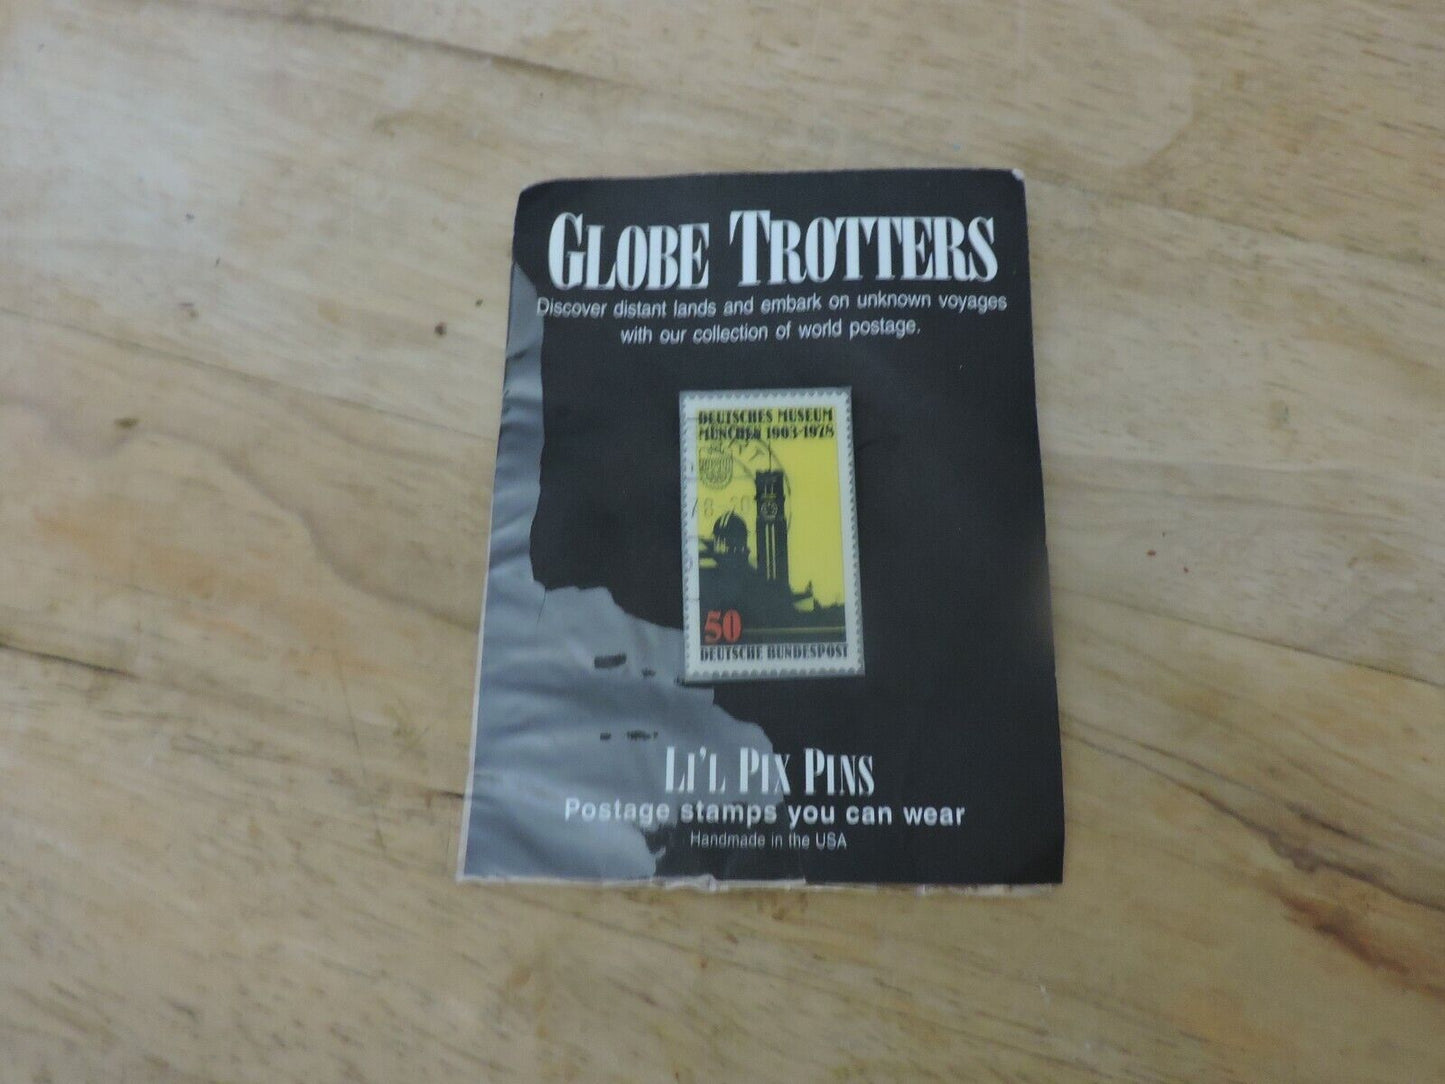 GLOBE TROTTERS
Discover distant lands and embark on unknown voyages
with our collection of world postage.
DEUTSCHES MUSEUM
MÜNCHEN 1903-1978
50
DEUTSCHE BUNDESPOST
LI'L PIX PINS
Postage stamps you can wear
Handmade in the USA